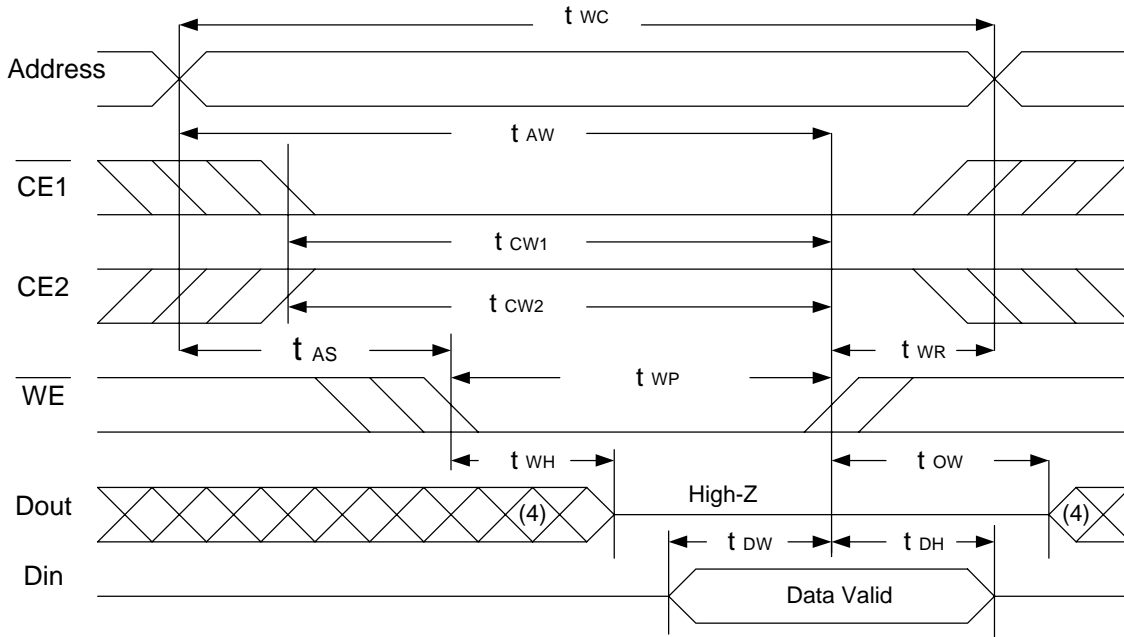 t WC
Address
t AW
CE1
t CW1
CE2
t CW2
t AS
t WR
WE
t WP
t WH
t OW
Dout
(4)
High-Z
(4)
t DW
t DH
Din
Data Valid